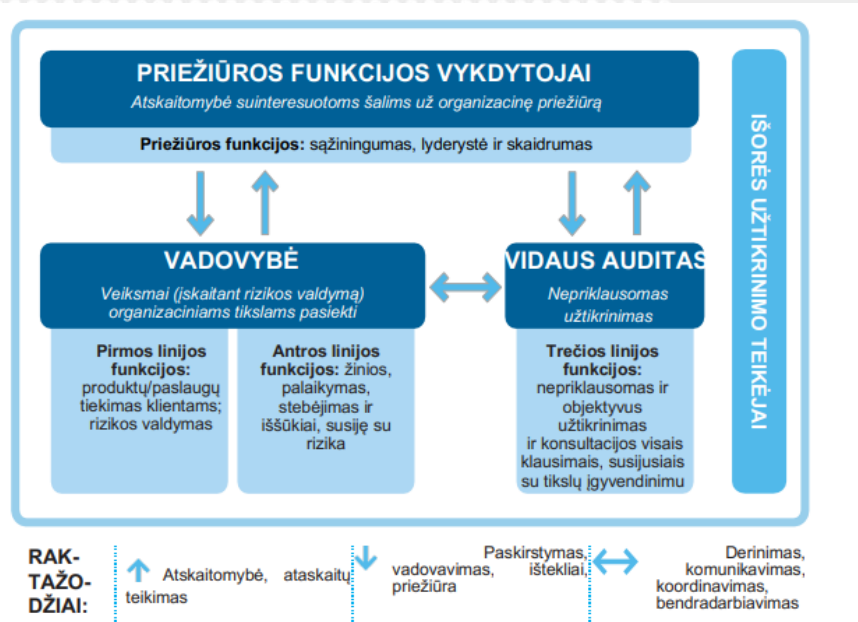 PRIEŽIŪROS FUNKCIJOS VYKDYTOJAI
Atskaitomybė suinteresuotoms šalims už organizacinę priežiūrą
Priežiūros funkcijos: sąžiningumas, lyderystė ir skaidrumas
VADOVYBĖ
Veiksmai (įskaitant rizikos valdymą)
organizaciniams tikslams pasiekti
Pirmos linijos
funkcijos:
produktų/paslaugų
tiekimas klientams;
rizikos valdymas
Antros linijos
funkcijos: žinios,
palaikymas,
stebėjimas ir
iššūkiai, susiję su
rizika
VIDAUS AUDITAS
Nepriklausomas
užtikrinimas
Trečios linijos
funkcijos:
nepriklausomas ir
objektyvus
užtikrinimas
ir konsultacijos visais
klausimais, susijusiais
su tikslų įgyvendinimu
IŠORĖS UŽTIKRINIMO TEIKĖJAI
RAK-
TAŽO-
DŽIAI:
Atskaitomybė, ataskaitų
teikimas
Paskirstymas,
vadovavimas, ištekliai,
priežiūra
Derinimas,
komunikavimas,
koordinavimas,
bendradarbiavimas